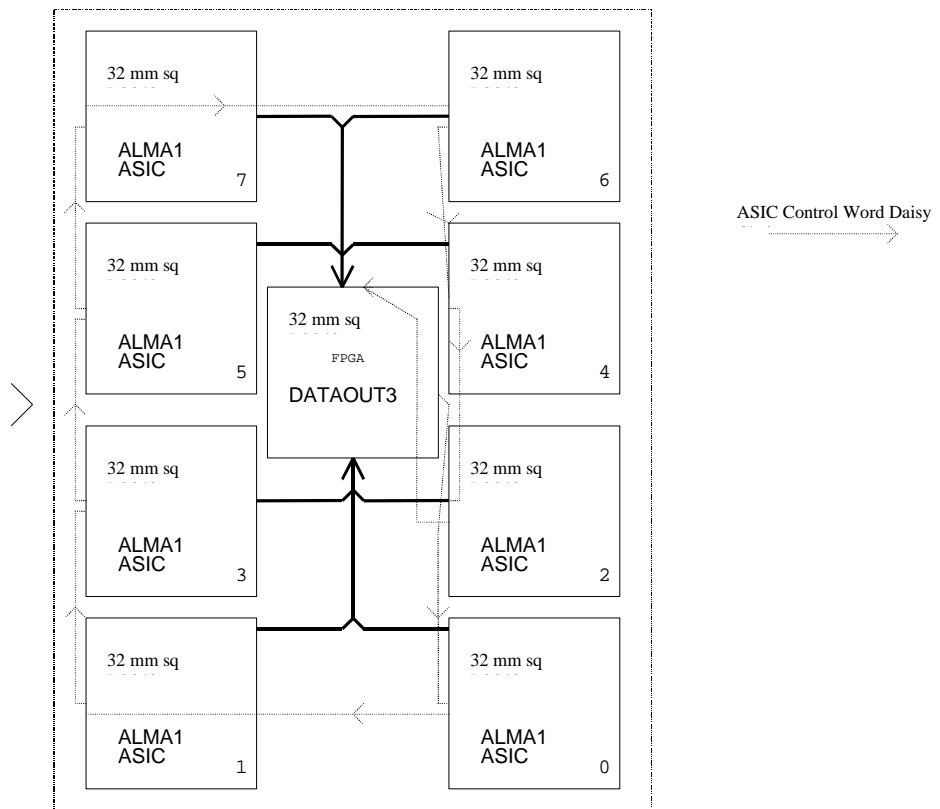 32 mm sq
ALMA1
ASIC
7
32 mm sq
ALMA1
ASIC
6
ASIC Control Word Daisy
32 mm sq
ALMA1
ASIC
5
32 mm sq
FPGA
DATAOUT3
32 mm sq
ALMA1
ASIC
4
32 mm sq
ALMA1
ASIC
3
32 mm sq
ALMA1
ASIC
2
32 mm sq
ALMA1
ASIC
1
32 mm sq
ALMA1
ASIC
0